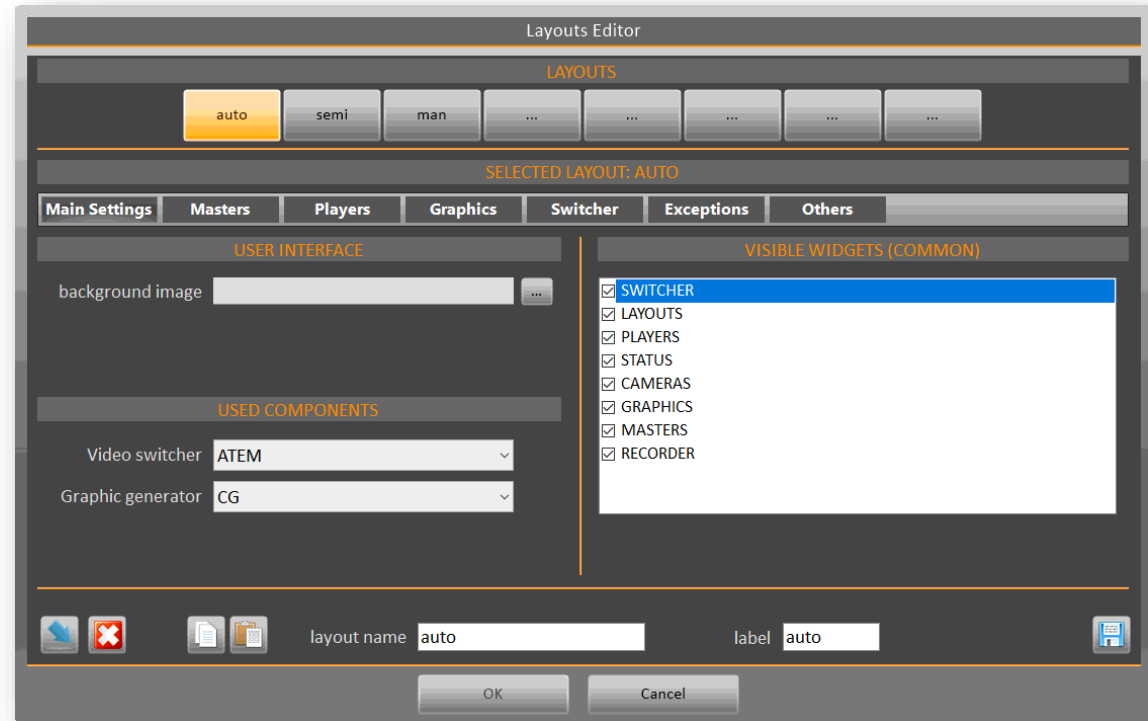 Layouts Editor
LAYOUTS
auto semi man ... ... ... ... ...
SELECTED LAYOUT: AUTO
Main Settings Masters Players Graphics Switcher Exceptions Others
USER INTERFACE
background image ...
USED COMPONENTS
Video switcher ATEM
Graphic generator CG
VISIBLE WIDGETS (COMMON)
SWITCHER
LAYOUTS
PLAYERS
STATUS
CAMERAS
GRAPHICS
MASTERS
RECORDER
layout name auto label auto
OK Cancel